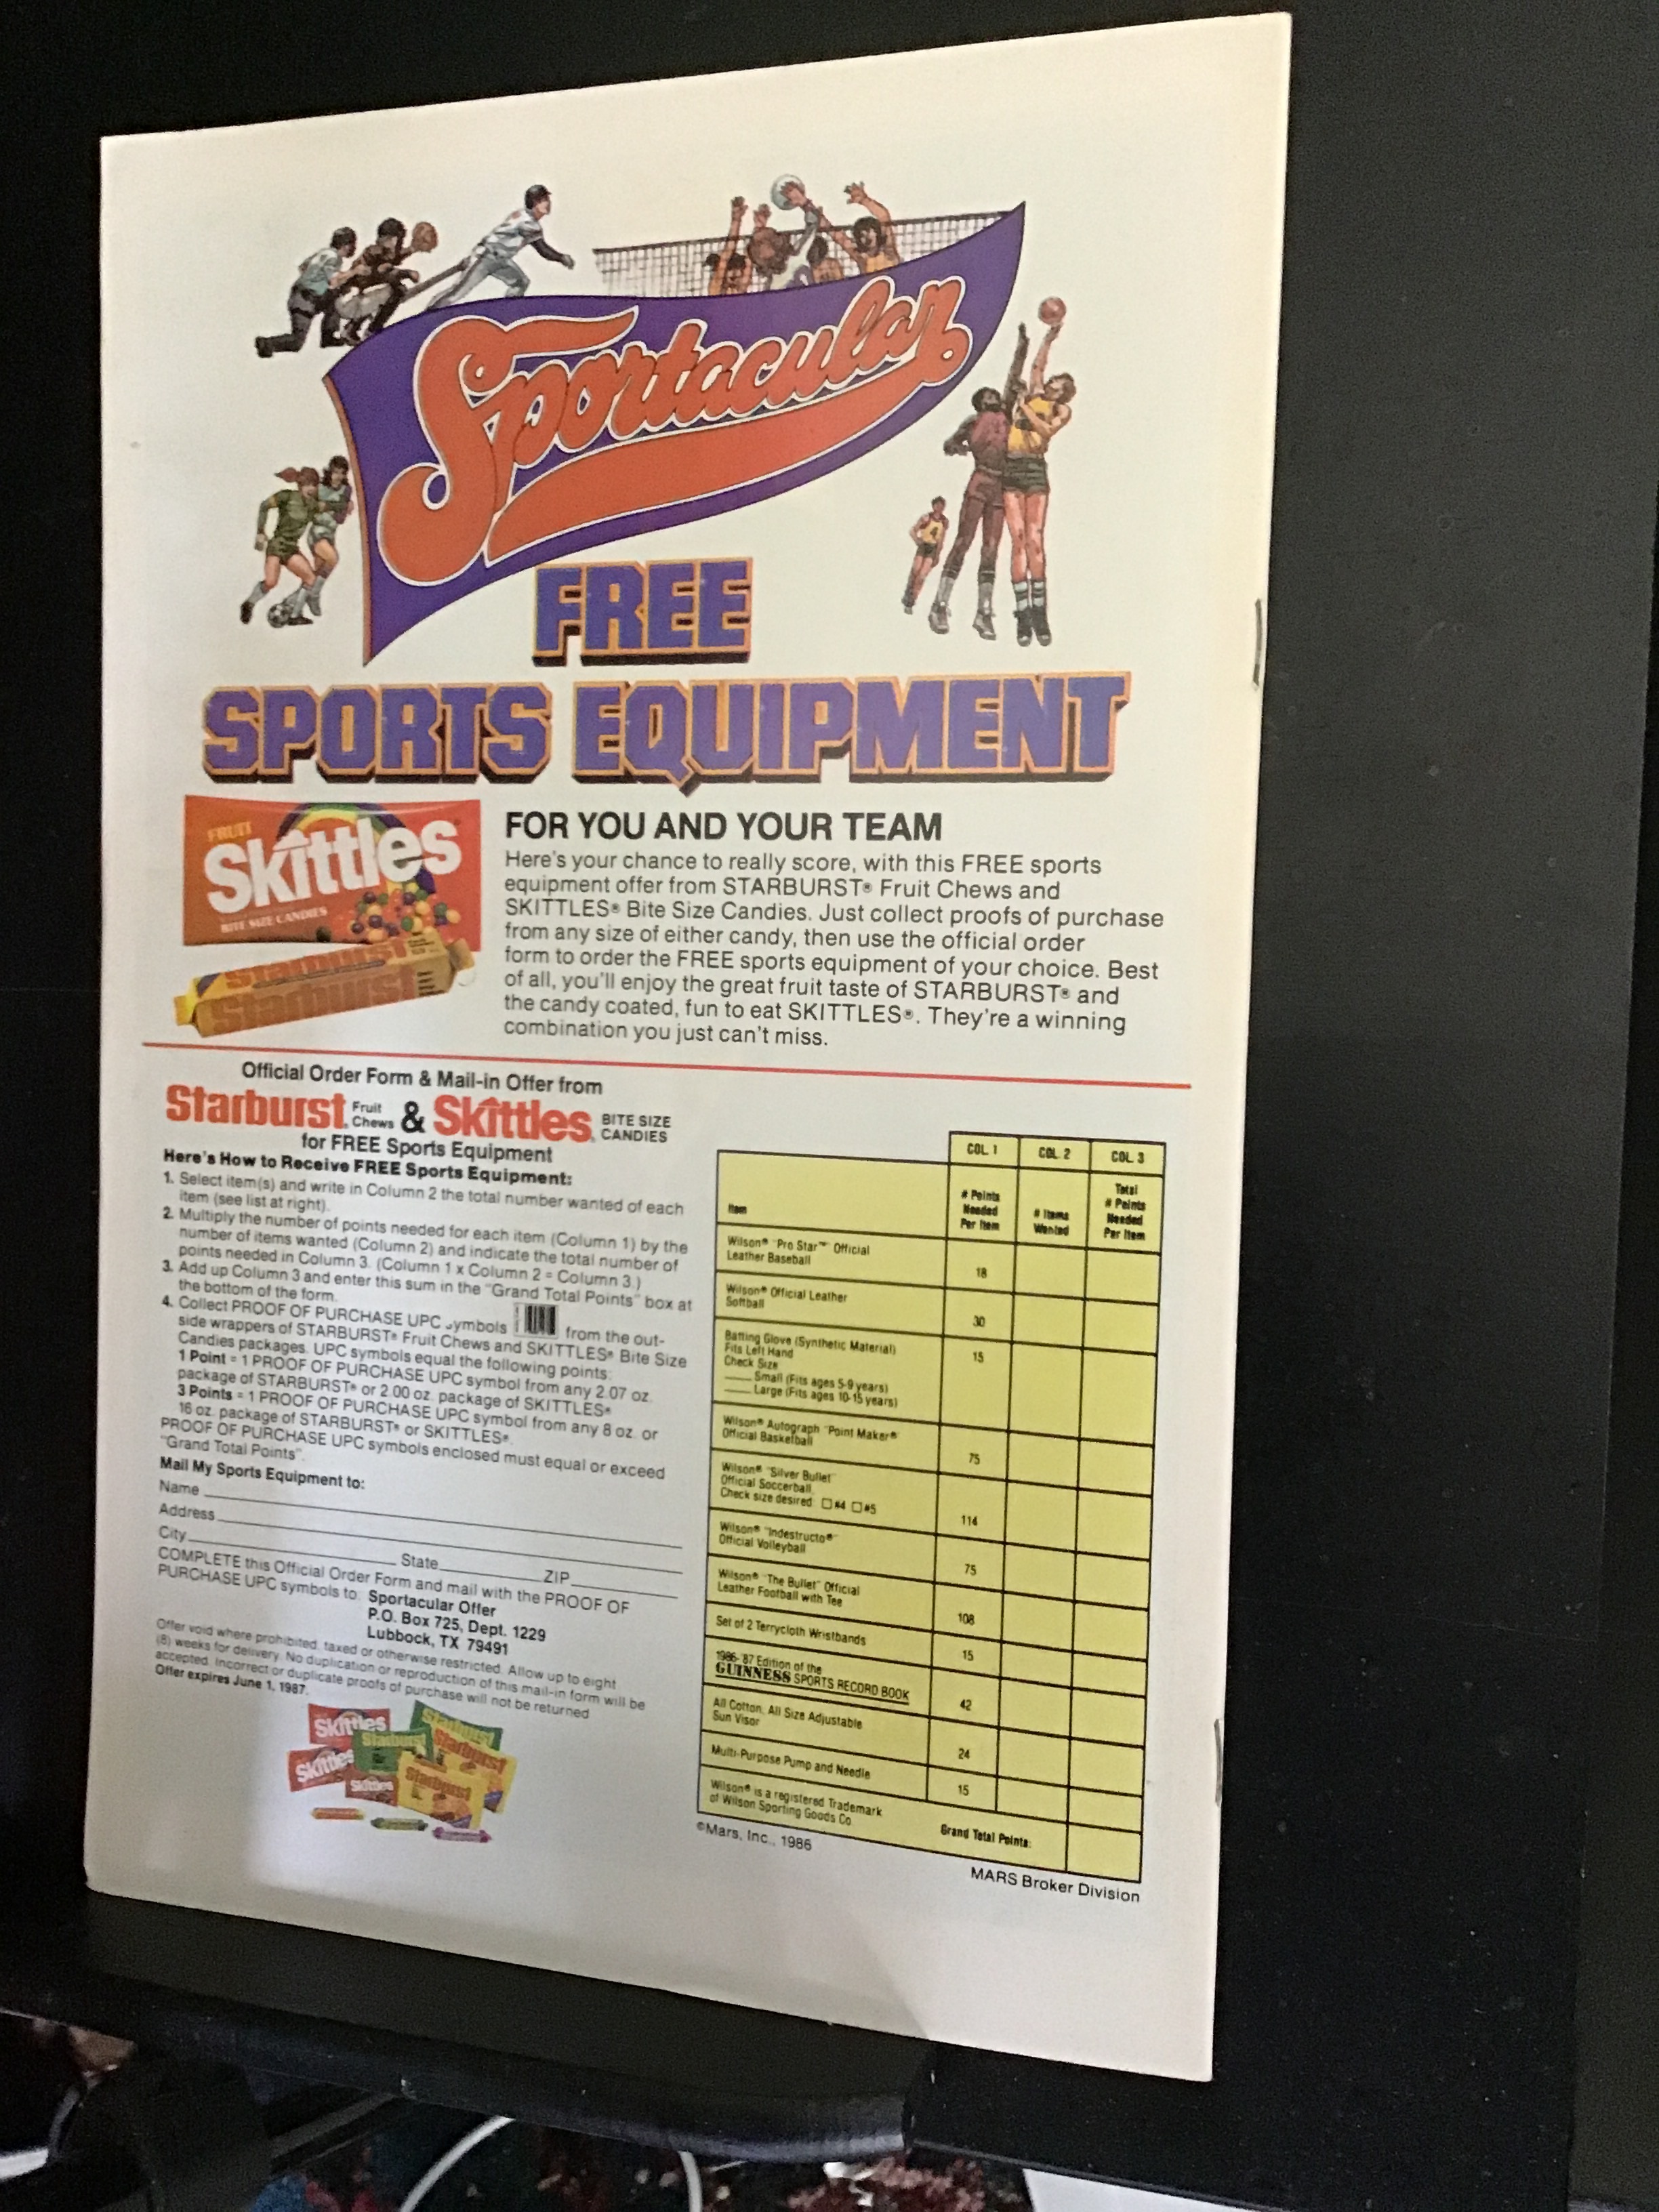 Sportacular
FREE
SPORTS EQUIPMENT
FRUIT
Skittles
BITE SIZE CANDIES
Starburst
Starburst
FOR YOU AND YOUR TEAM
Here's your chance to really score, with this FREE sports
equipment offer from STARBURST® Fruit Chews and
SKITTLES® Bite Size Candies. Just collect proofs of purchase
from any size of either candy, then use the official order
form to order the FREE sports equipment of your choice. Best
of all, you'll enjoy the great fruit taste of STARBURST® and
the candy coated, fun to eat SKITTLES®. They're a winning
combination you just can't miss.
Official Order Form & Mail-in Offer from
Starburst® Fruit Chews & Skittles® BITE SIZE CANDIES
for FREE Sports Equipment
Here's How to Receive FREE Sports Equipment:
1. Select item(s) and write in Column 2 the total number wanted of each
item (see list at right).
2. Multiply the number of points needed for each item (Column 1) by the
number of items wanted (Column 2) and indicate the total number of
points needed in Column 3. (Column 1 x Column 2 = Column 3.)
3. Add up Column 3 and enter this sum in the "Grand Total Points" box at
the bottom of the form.
4. Collect PROOF OF PURCHASE UPC symbols from the out-
side wrappers of STARBURST® Fruit Chews and SKITTLES® Bite Size
Candies packages. UPC symbols equal the following points:
1 Point = 1 PROOF OF PURCHASE UPC symbol from any 2.07 oz.
package of STARBURST® or 2.00 oz. package of SKITTLES®
3 Points = 1 PROOF OF PURCHASE UPC symbol from any 8 oz. or
16 oz. package of STARBURST® or SKITTLES®.
PROOF OF PURCHASE UPC symbols enclosed must equal or exceed
"Grand Total Points".
Mail My Sports Equipment to:
Name
Address
City State ZIP
COMPLETE this Official Order Form and mail with the PROOF OF
PURCHASE UPC symbols to: Sportacular Offer
P.O. Box 725, Dept. 1229
Lubbock, TX 79491
Offer void where prohibited, taxed or otherwise restricted. Allow up to eight
(8) weeks for delivery. No duplication or reproduction of this mail-in form will be
accepted. Incorrect or duplicate proofs of purchase will not be returned
Offer expires June 1, 1987.
Skittles
Starburst
Starburst
Starburst
Skittles
Skittles
Starburst
COL. 1 COL. 2 COL. 3
Item # Points Needed Per Item # Items Wanted Total # Points Needed Per Item
Wilson® "Pro Star™" Official
Leather Baseball 18
Wilson® Official Leather
Softball 30
Batting Glove (Synthetic Material) 15
Fits Left Hand
Check Size
Small (Fits ages 5-9 years)
Large (Fits ages 10-15 years)
Wilson® Autograph "Point Maker®"
Official Basketball 75
Wilson® "Silver Bullet"
Official Soccerball,
Check size desired: #4 #5 114
Wilson® "Indestructo®"
Official Volleyball 75
Wilson® "The Bullet" Official
Leather Football with Tee 108
Set of 2 Terrycloth Wristbands 15
1986-'87 Edition of the
GUINNESS SPORTS RECORD BOOK 42
All Cotton, All Size Adjustable
Sun Visor 24
Multi-Purpose Pump and Needle 15
Wilson® is a registered Trademark
of Wilson Sporting Goods Co.
Grand Total Points:
©Mars, Inc., 1986
MARS Broker Division